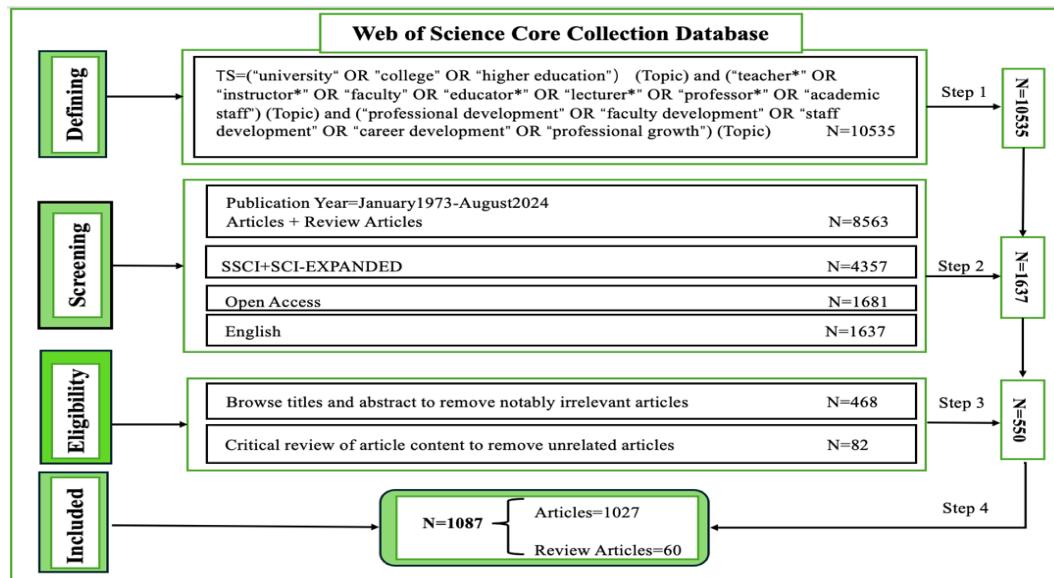 Web of Science Core Collection Database
Defining
TS=(“university“ OR ”college” OR “higher education”） (Topic) and (“teacher*” OR
“instructor*” OR “faculty” OR “educator*” OR “lecturer*” OR “professor*” OR “academic
staff”) (Topic) and (“professional development” OR “faculty development” OR “staff
development” OR “career development” OR “professional growth”) (Topic) N=10535
Step 1
N=10535
Screening
Publication Year=January1973-August2024
Articles + Review Articles N=8563
SSCI+SCI-EXPANDED N=4357
Open Access N=1681
English N=1637
Step 2
N=1637
Eligibility
Browse titles and abstract to remove notably irrelevant articles N=468
Critical review of article content to remove unrelated articles N=82
Step 3
N=550
Included
N=1087
Articles=1027
Review Articles=60
Step 4